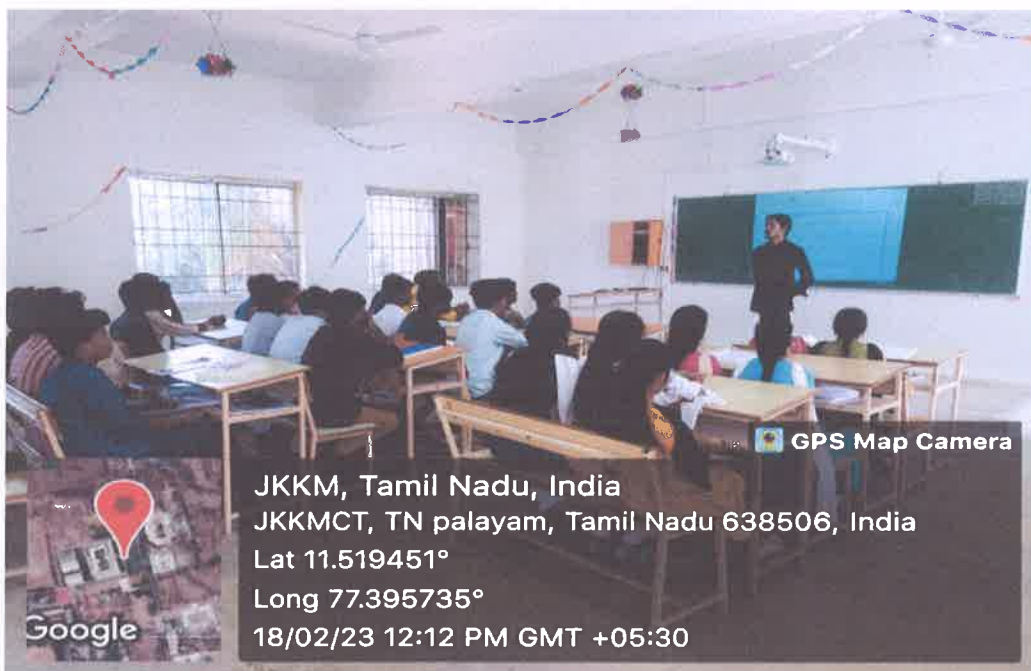 GPS Map Camera
JKKM, Tamil Nadu, India
JKKMCT, TN palayam, Tamil Nadu 638506, India
Lat 11.519451°
Long 77.395735°
18/02/23 12:12 PM GMT +05:30
Google